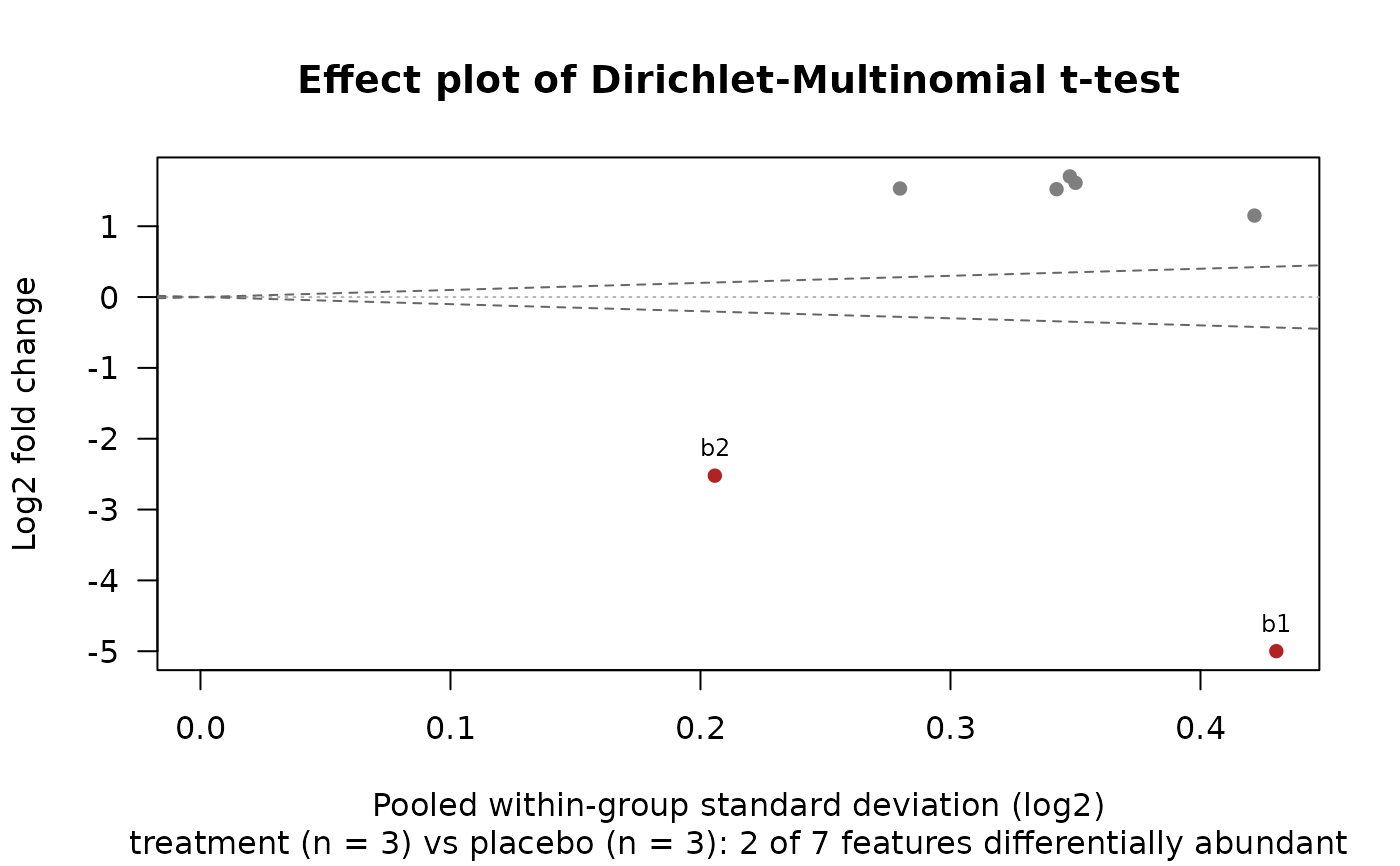 Effect plot of Dirichlet-Multinomial t-test
Log2 fold change
1
0
-1
-2
-3
-4
-5
b2
b1
0.0 0.1 0.2 0.3 0.4
Pooled within-group standard deviation (log2)
treatment (n = 3) vs placebo (n = 3): 2 of 7 features differentially abundant